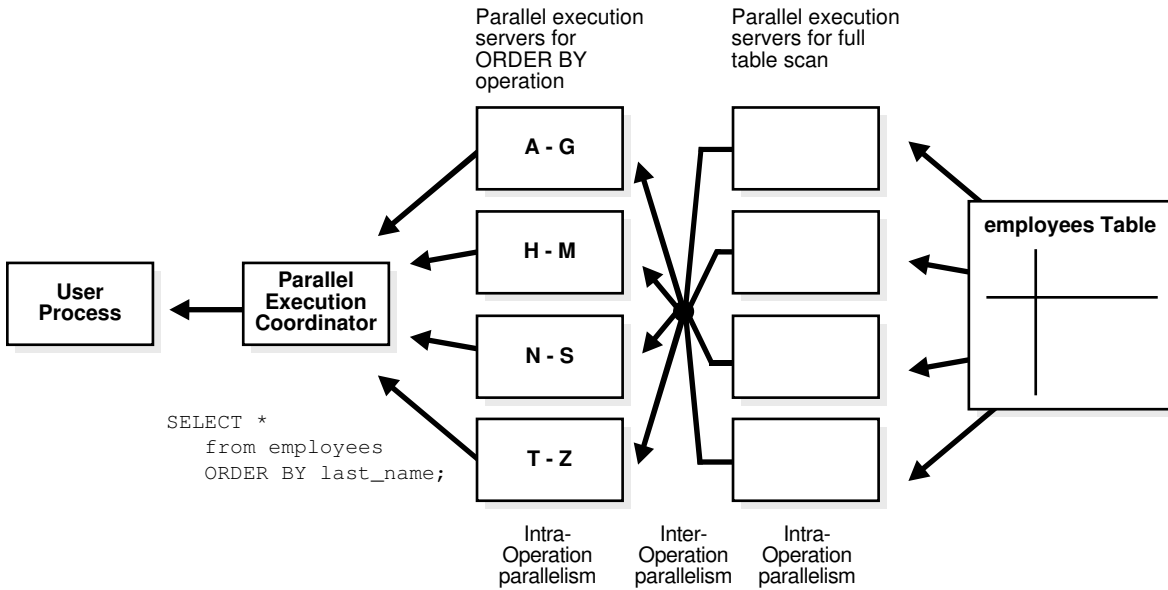 Parallel execution
servers for
ORDER BY
operation
Parallel execution
servers for full
table scan
A - G
H - M
N - S
T - Z
employees Table
User
Process
Parallel
Execution
Coordinator
SELECT *
from employees
ORDER BY last_name;
Intra-
Operation
parallelism
Inter-
Operation
parallelism
Intra-
Operation
parallelism